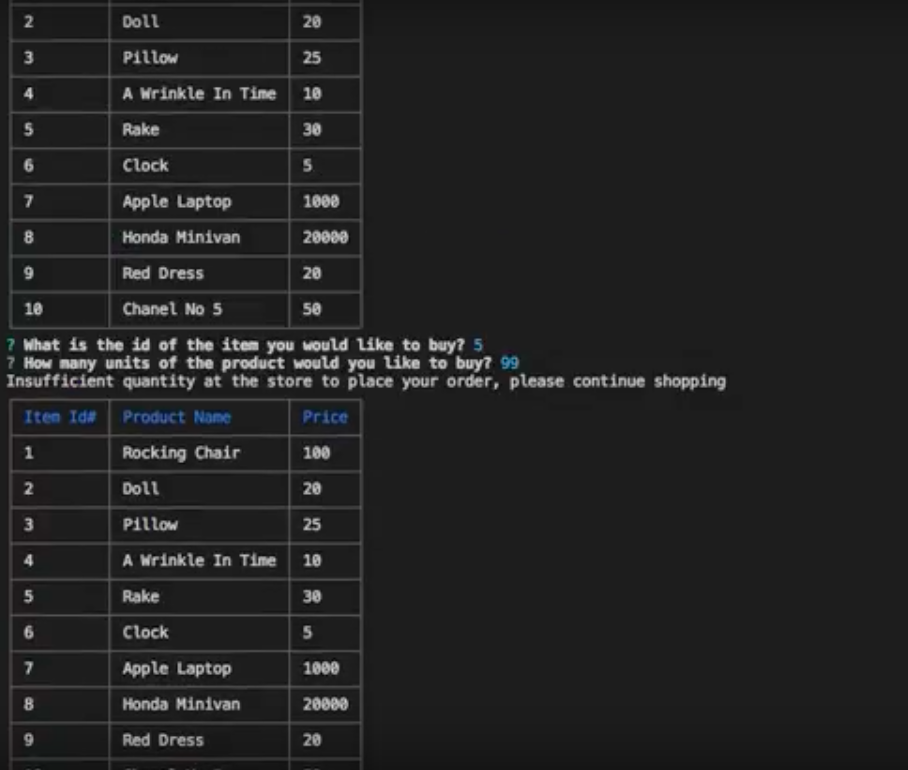 2 Doll 20
3 Pillow 25
4 A Wrinkle In Time 10
5 Rake 30
6 Clock 5
7 Apple Laptop 1000
8 Honda Minivan 20000
9 Red Dress 20
10 Chanel No 5 50
? What is the id of the item you would like to buy? 5
? How many units of the product would you like to buy? 99
Insufficient quantity at the store to place your order, please continue shopping
Item Id# Product Name Price
1 Rocking Chair 100
2 Doll 20
3 Pillow 25
4 A Wrinkle In Time 10
5 Rake 30
6 Clock 5
7 Apple Laptop 1000
8 Honda Minivan 20000
9 Red Dress 20